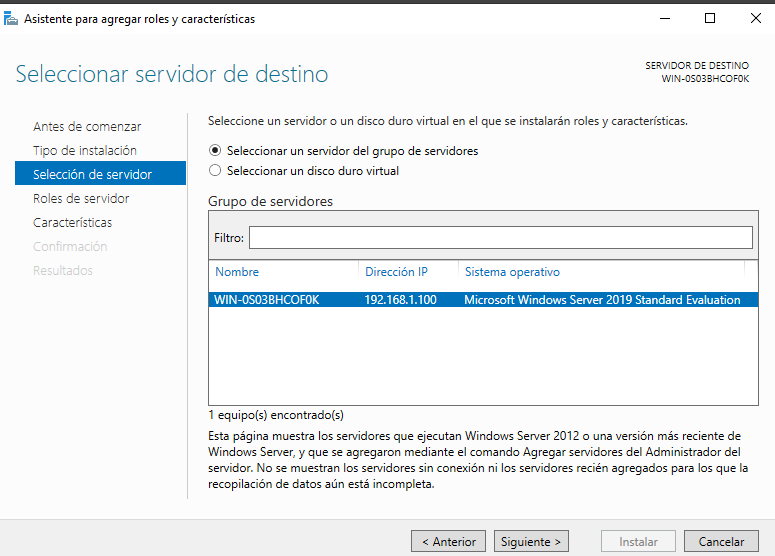 Asistente para agregar roles y características
Seleccionar servidor de destino
SERVIDOR DE DESTINO
WIN-0S03BHCOF0K
Antes de comenzar
Tipo de instalación
Selección de servidor
Roles de servidor
Características
Confirmación
Resultados
Seleccione un servidor o un disco duro virtual en el que se instalarán roles y características.
Seleccionar un servidor del grupo de servidores
Seleccionar un disco duro virtual
Grupo de servidores
Filtro:
Nombre Dirección IP Sistema operativo
WIN-0S03BHCOF0K 192.168.1.100 Microsoft Windows Server 2019 Standard Evaluation
1 equipo(s) encontrado(s)
Esta página muestra los servidores que ejecutan Windows Server 2012 o una versión más reciente de
Windows Server, y que se agregaron mediante el comando Agregar servidores del Administrador del
servidor. No se muestran los servidores sin conexión ni los servidores recién agregados para los que la
recopilación de datos aún está incompleta.
< Anterior Siguiente > Instalar Cancelar